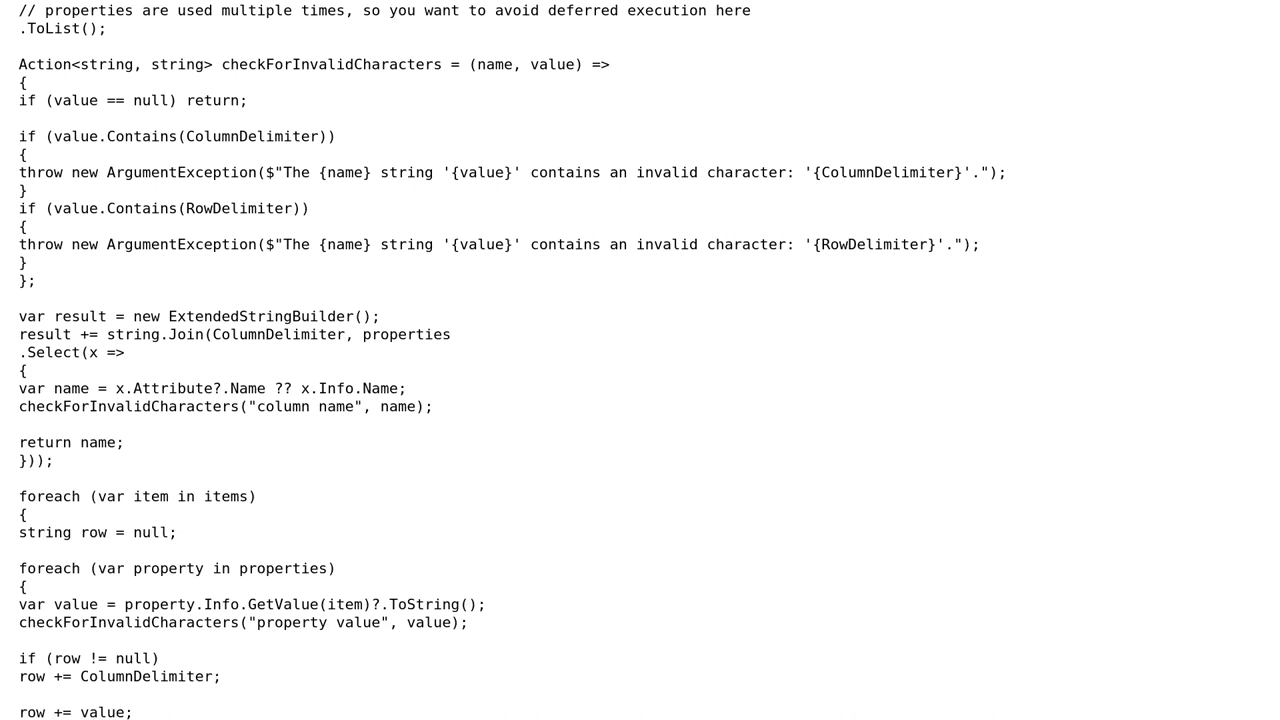 // properties are used multiple times, so you want to avoid deferred execution here
.ToList();

Action<string, string> checkForInvalidCharacters = (name, value) =>
{
if (value == null) return;

if (value.Contains(ColumnDelimiter))
{
throw new ArgumentException($"The {name} string '{value}' contains an invalid character: '{ColumnDelimiter}'.");
}
if (value.Contains(RowDelimiter))
{
throw new ArgumentException($"The {name} string '{value}' contains an invalid character: '{RowDelimiter}'.");
}
};

var result = new ExtendedStringBuilder();
result += string.Join(ColumnDelimiter, properties
.Select(x =>
{
var name = x.Attribute?.Name ?? x.Info.Name;
checkForInvalidCharacters("column name", name);

return name;
}));

foreach (var item in items)
{
string row = null;

foreach (var property in properties)
{
var value = property.Info.GetValue(item)?.ToString();
checkForInvalidCharacters("property value", value);

if (row != null)
row += ColumnDelimiter;

row += value;